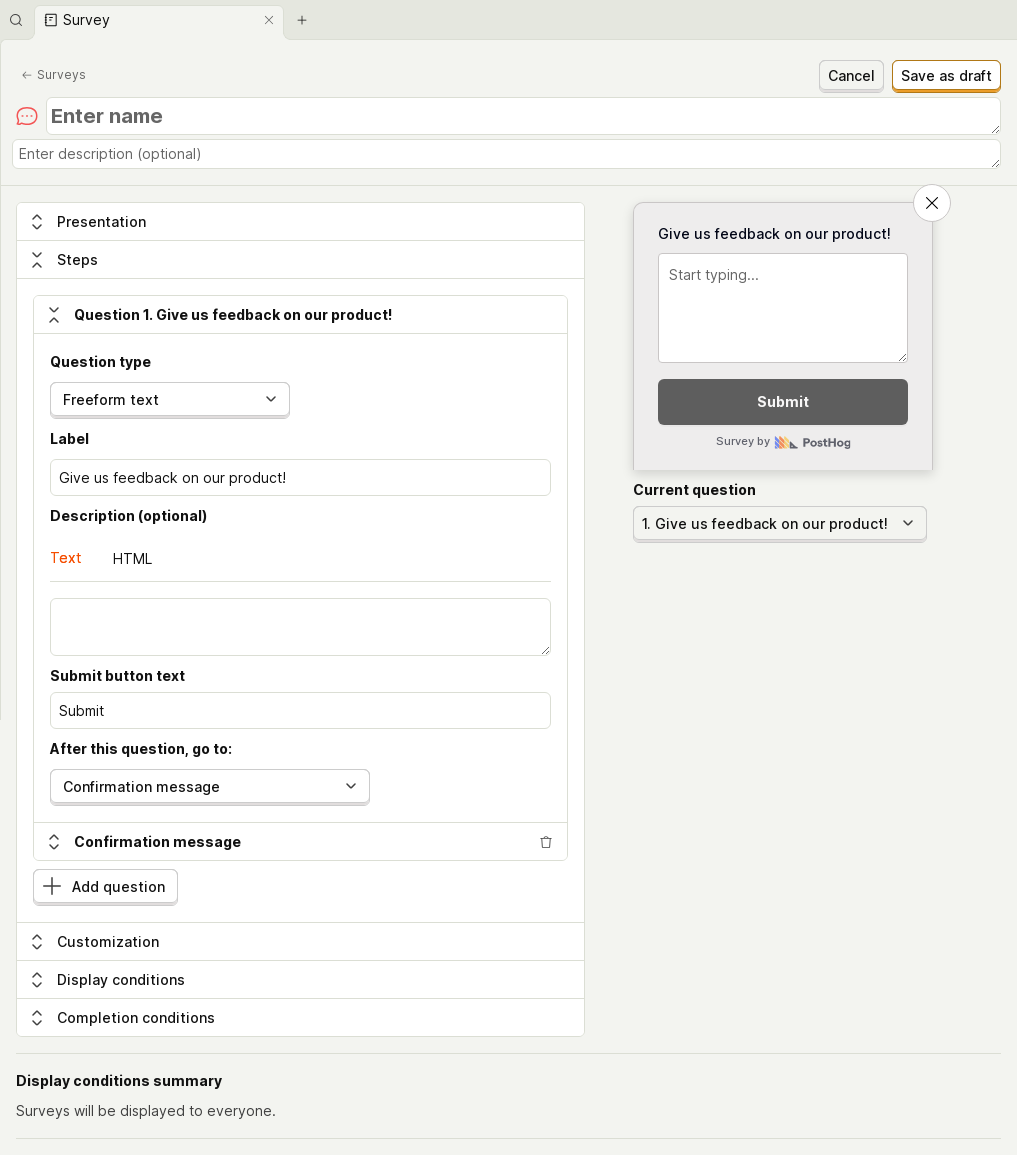 Survey
Surveys
Cancel
Save as draft
Enter name
Enter description (optional)
Presentation
Steps
Question 1. Give us feedback on our product!
Question type
Freeform text
Label
Give us feedback on our product!
Description (optional)
Text
HTML
Submit button text
Submit
After this question, go to:
Confirmation message
Confirmation message
Add question
Customization
Display conditions
Completion conditions
Give us feedback on our product!
Start typing...
Submit
Survey by PostHog
Current question
1. Give us feedback on our product!
Display conditions summary
Surveys will be displayed to everyone.